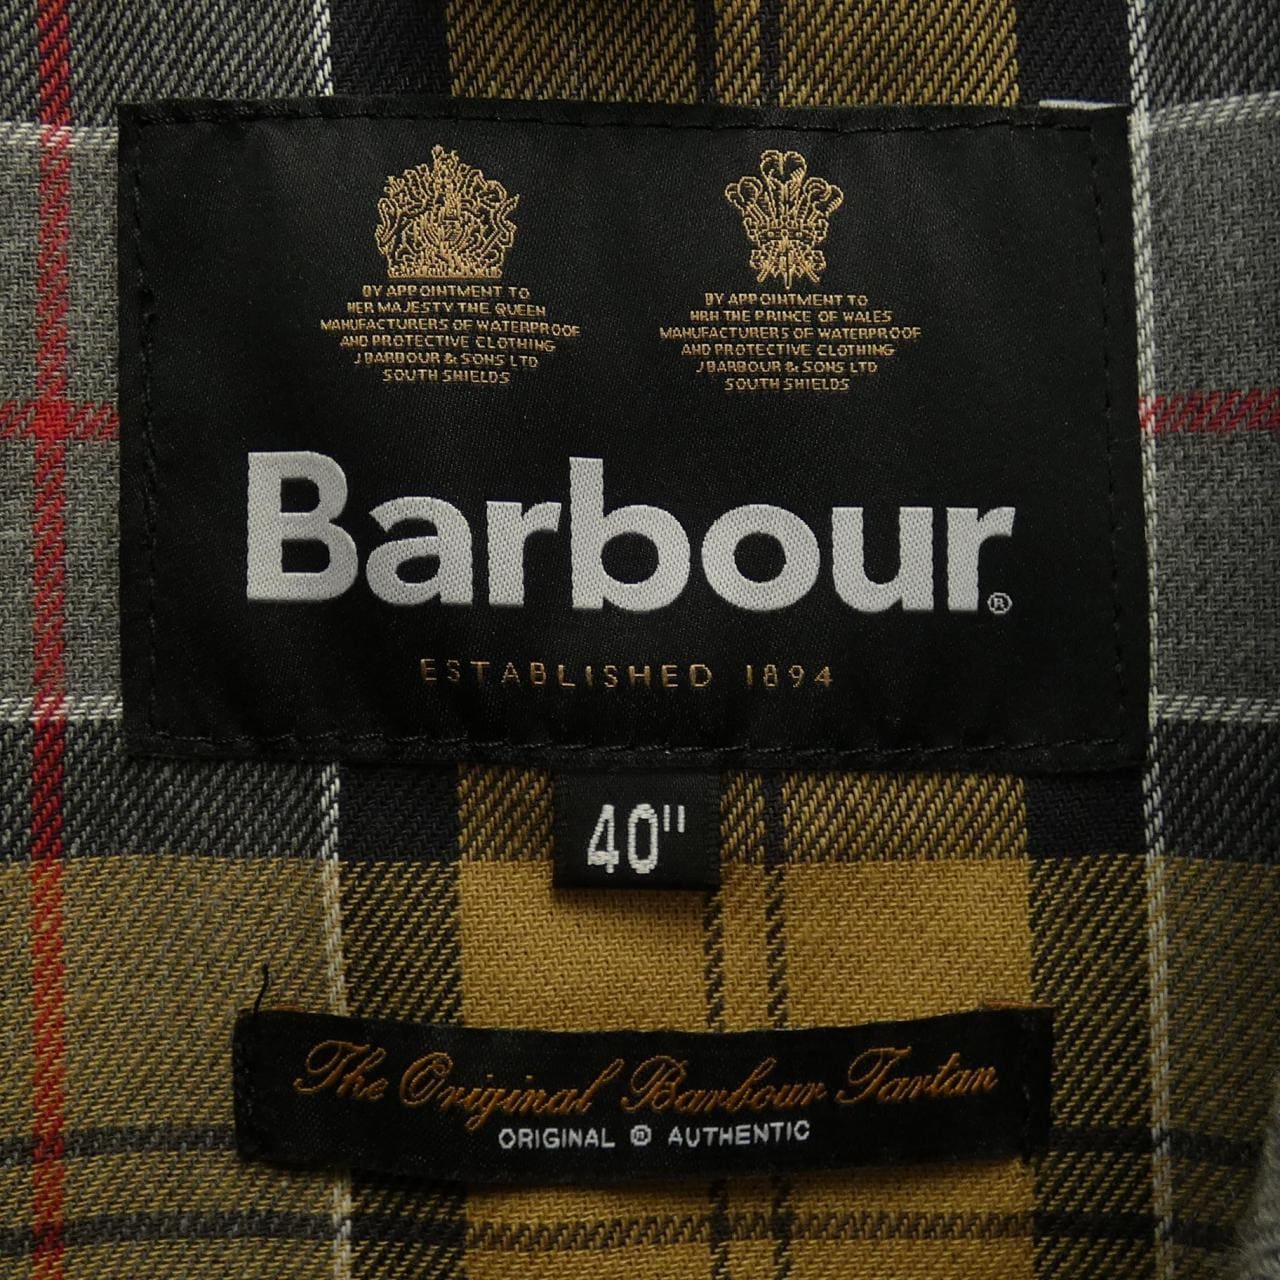 BY APPOINTMENT TO
HER MAJESTY THE QUEEN
MANUFACTURERS OF WATERPROOF
AND PROTECTIVE CLOTHING
J BARBOUR & SONS LTD
SOUTH SHIELDS
BY APPOINTMENT TO
HRH THE PRINCE OF WALES
MANUFACTURERS OF WATERPROOF
AND PROTECTIVE CLOTHING
J BARBOUR & SONS LTD
SOUTH SHIELDS
Barbour®
ESTABLISHED 1894
40"
The Original Barbour Tartan
ORIGINAL ® AUTHENTIC